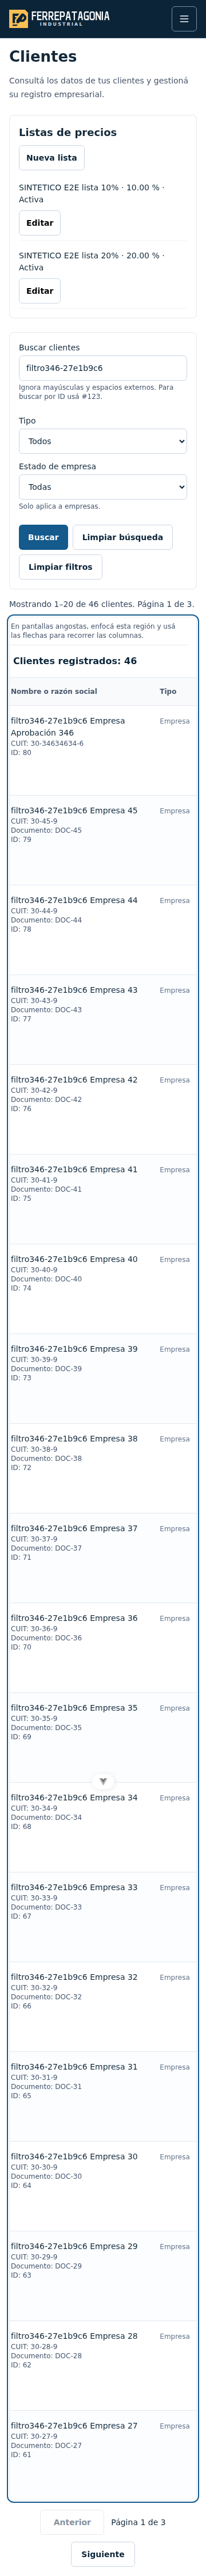 FERREPATAGONIA
INDUSTRIAL
Clientes
Consultá los datos de tus clientes y gestioná
su registro empresarial.
Listas de precios
Nueva lista
SINTETICO E2E lista 10% · 10.00 % ·
Activa
Editar
SINTETICO E2E lista 20% · 20.00 % ·
Activa
Editar
Buscar clientes
filtro346-27e1b9c6
Ignora mayúsculas y espacios externos. Para
buscar por ID usá #123.
Tipo
Todos
Estado de empresa
Todas
Solo aplica a empresas.
Buscar
Limpiar búsqueda
Limpiar filtros
Mostrando 1–20 de 46 clientes. Página 1 de 3.
En pantallas angostas, enfocá esta región y usá
las flechas para recorrer las columnas.
Clientes registrados: 46
Nombre o razón social Tipo
filtro346-27e1b9c6 Empresa Empresa
Aprobación 346
CUIT: 30-34634634-6
ID: 80
filtro346-27e1b9c6 Empresa 45 Empresa
CUIT: 30-45-9
Documento: DOC-45
ID: 79
filtro346-27e1b9c6 Empresa 44 Empresa
CUIT: 30-44-9
Documento: DOC-44
ID: 78
filtro346-27e1b9c6 Empresa 43 Empresa
CUIT: 30-43-9
Documento: DOC-43
ID: 77
filtro346-27e1b9c6 Empresa 42 Empresa
CUIT: 30-42-9
Documento: DOC-42
ID: 76
filtro346-27e1b9c6 Empresa 41 Empresa
CUIT: 30-41-9
Documento: DOC-41
ID: 75
filtro346-27e1b9c6 Empresa 40 Empresa
CUIT: 30-40-9
Documento: DOC-40
ID: 74
filtro346-27e1b9c6 Empresa 39 Empresa
CUIT: 30-39-9
Documento: DOC-39
ID: 73
filtro346-27e1b9c6 Empresa 38 Empresa
CUIT: 30-38-9
Documento: DOC-38
ID: 72
filtro346-27e1b9c6 Empresa 37 Empresa
CUIT: 30-37-9
Documento: DOC-37
ID: 71
filtro346-27e1b9c6 Empresa 36 Empresa
CUIT: 30-36-9
Documento: DOC-36
ID: 70
filtro346-27e1b9c6 Empresa 35 Empresa
CUIT: 30-35-9
Documento: DOC-35
ID: 69
filtro346-27e1b9c6 Empresa 34 Empresa
CUIT: 30-34-9
Documento: DOC-34
ID: 68
filtro346-27e1b9c6 Empresa 33 Empresa
CUIT: 30-33-9
Documento: DOC-33
ID: 67
filtro346-27e1b9c6 Empresa 32 Empresa
CUIT: 30-32-9
Documento: DOC-32
ID: 66
filtro346-27e1b9c6 Empresa 31 Empresa
CUIT: 30-31-9
Documento: DOC-31
ID: 65
filtro346-27e1b9c6 Empresa 30 Empresa
CUIT: 30-30-9
Documento: DOC-30
ID: 64
filtro346-27e1b9c6 Empresa 29 Empresa
CUIT: 30-29-9
Documento: DOC-29
ID: 63
filtro346-27e1b9c6 Empresa 28 Empresa
CUIT: 30-28-9
Documento: DOC-28
ID: 62
filtro346-27e1b9c6 Empresa 27 Empresa
CUIT: 30-27-9
Documento: DOC-27
ID: 61
Anterior Página 1 de 3
Siguiente